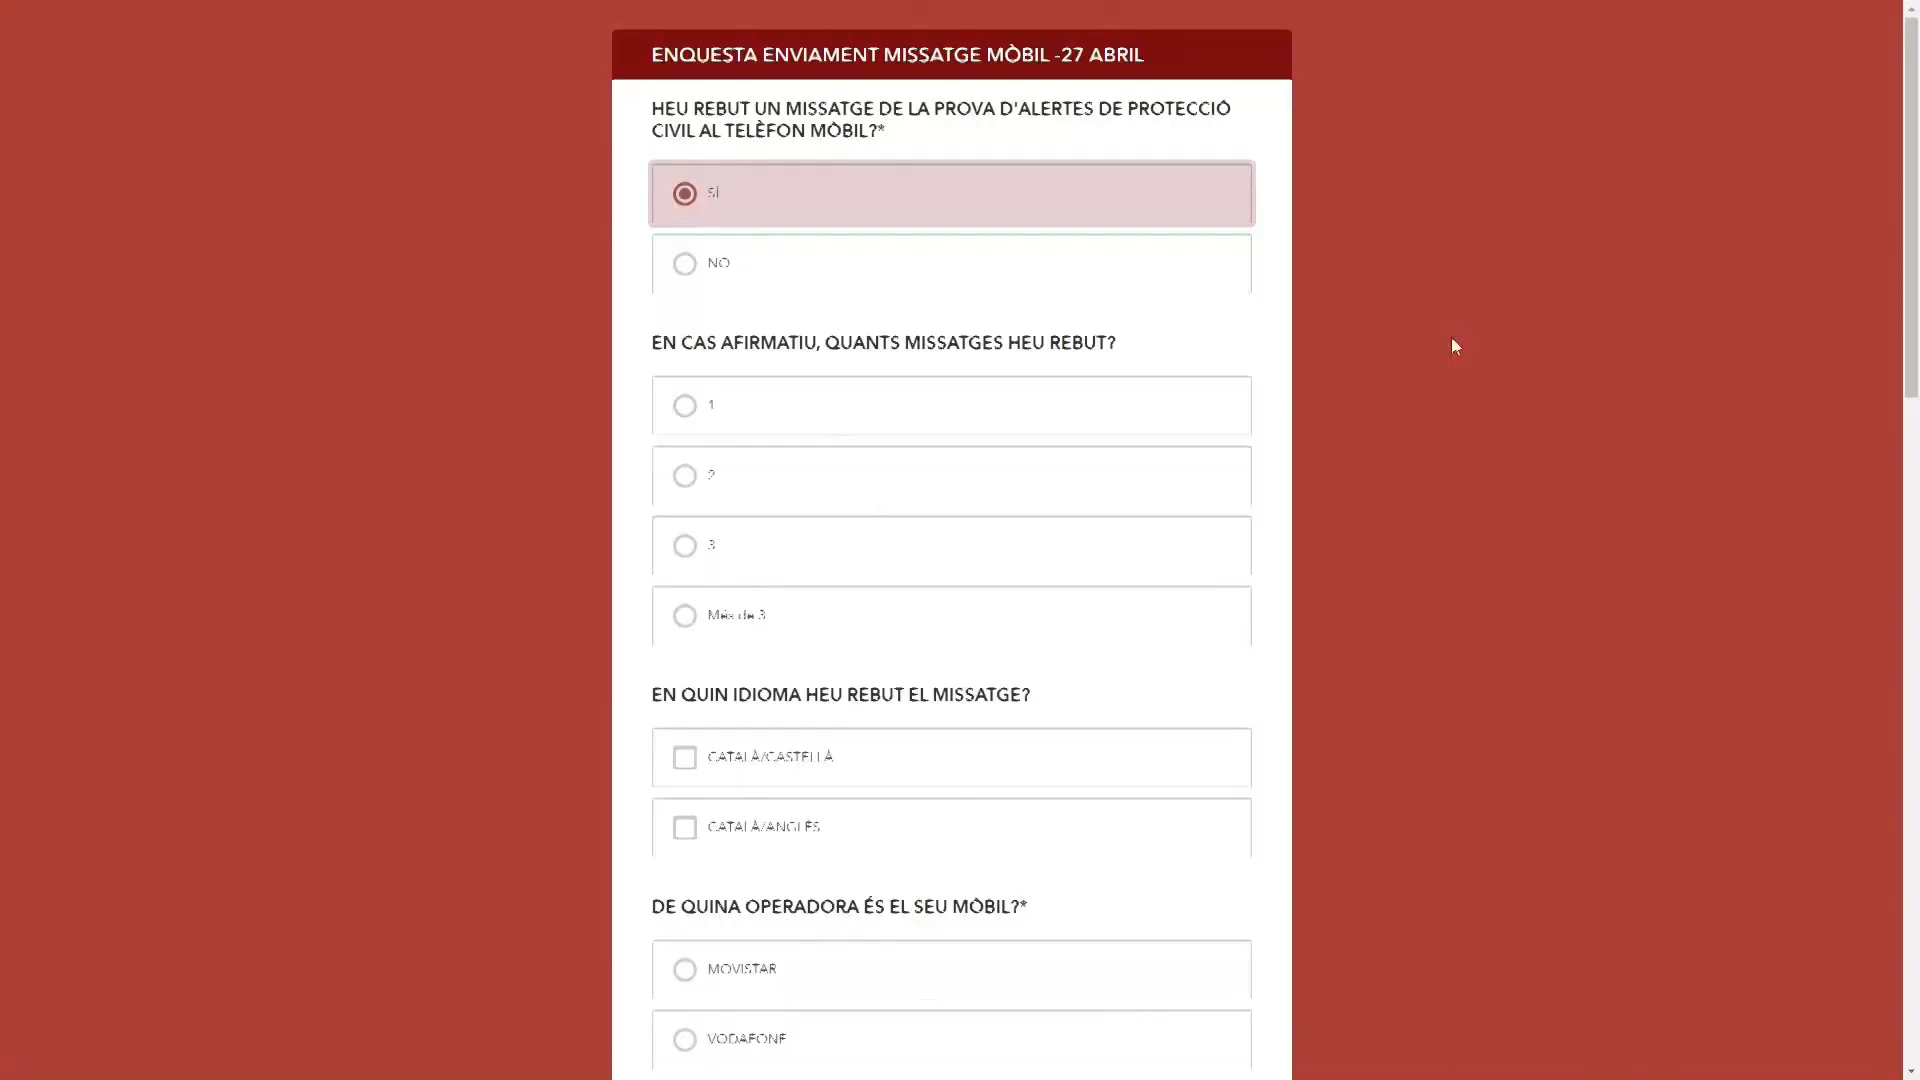 ENQUESTA ENVIAMENT MISSATGE MÒBIL -27 ABRIL
HEU REBUT UN MISSATGE DE LA PROVA D'ALERTES DE PROTECCIÓ
CIVIL AL TELÈFON MÒBIL?*
SÍ
NO
EN CAS AFIRMATIU, QUANTS MISSATGES HEU REBUT?
1
2
3
Més de 3
EN QUIN IDIOMA HEU REBUT EL MISSATGE?
CATALÀ/CASTELLÀ
CATALÀ/ANGLÈS
DE QUINA OPERADORA ÉS EL SEU MÒBIL?*
MOVISTAR
VODAFONE